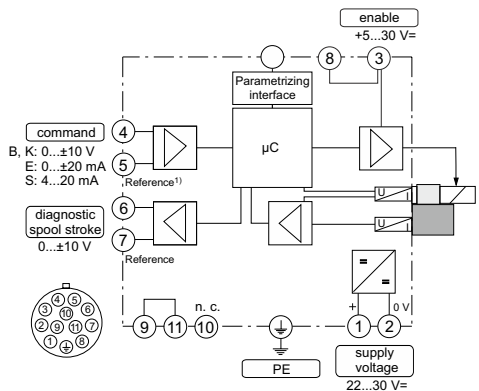 enable
+5...30 V=
8
3
Parametrizing
interface
command
4
µC
B, K: 0...±10 V
E: 0...±20 mA
S: 4...20 mA
5
Reference¹⁾
diagnostic
spool stroke
0...±10 V
6
7
Reference
U
I
U
I
=
=
+
0 V
n. c.
9
11
10
1
2
PE
supply
voltage
22...30 V=
4
5
3
10
6
2
9
11
7
1
8